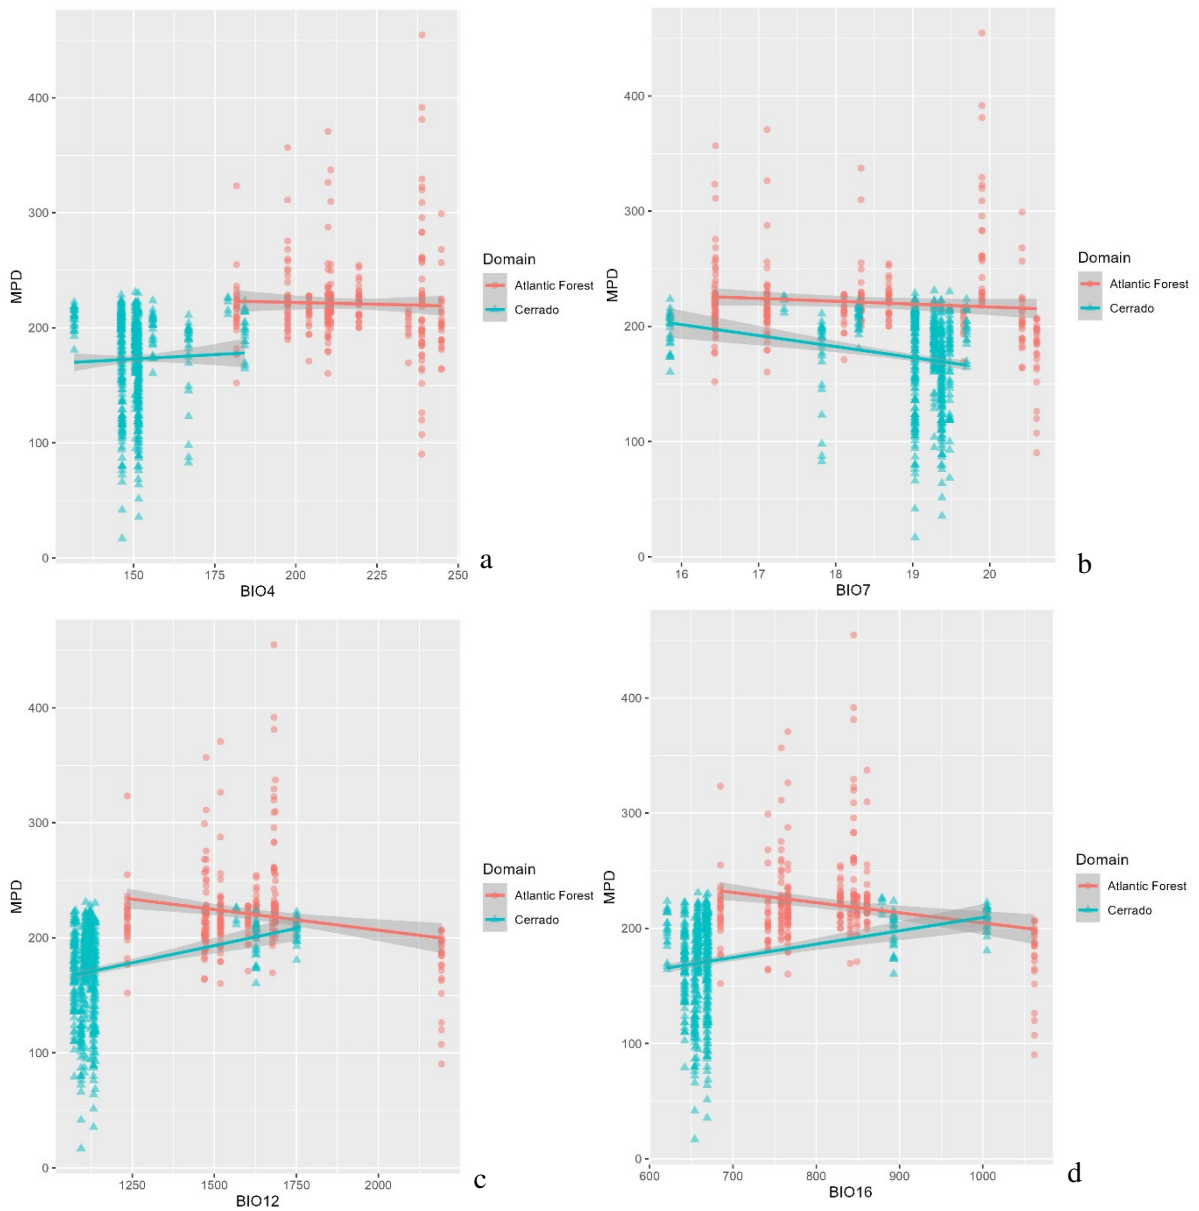 400
300
200
100
0
MPD
150
175
200
225
250
BIO4
Domain
Atlantic Forest
Cerrado
a
400
300
200
100
0
MPD
16
17
18
19
20
BIO7
Domain
Atlantic Forest
Cerrado
b
400
300
200
100
0
MPD
1250
1500
1750
2000
BIO12
Domain
Atlantic Forest
Cerrado
c
400
300
200
100
0
MPD
600
700
800
900
1000
BIO16
Domain
Atlantic Forest
Cerrado
d